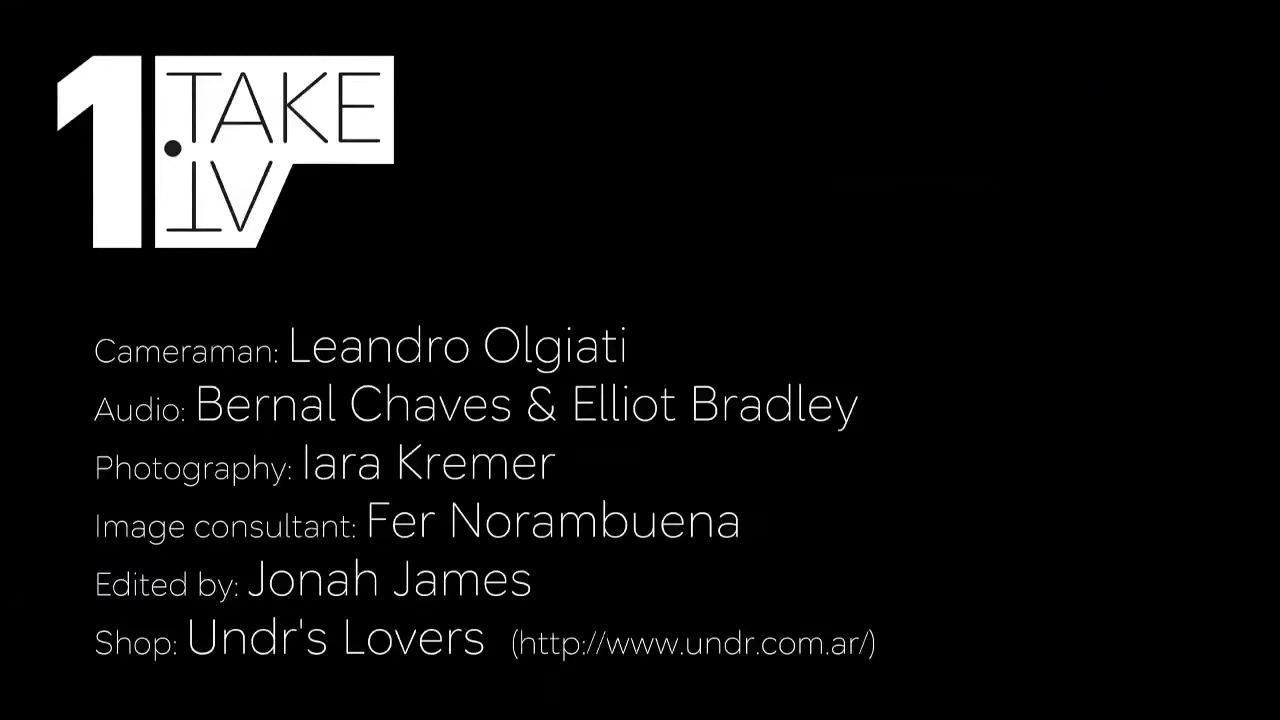 1.TAKE
TV
Cameraman: Leandro Olgiati
Audio: Bernal Chaves & Elliot Bradley
Photography: Iara Kremer
Image consultant: Fer Norambuena
Edited by: Jonah James
Shop: Undr's Lovers (http://www.undr.com.ar/)